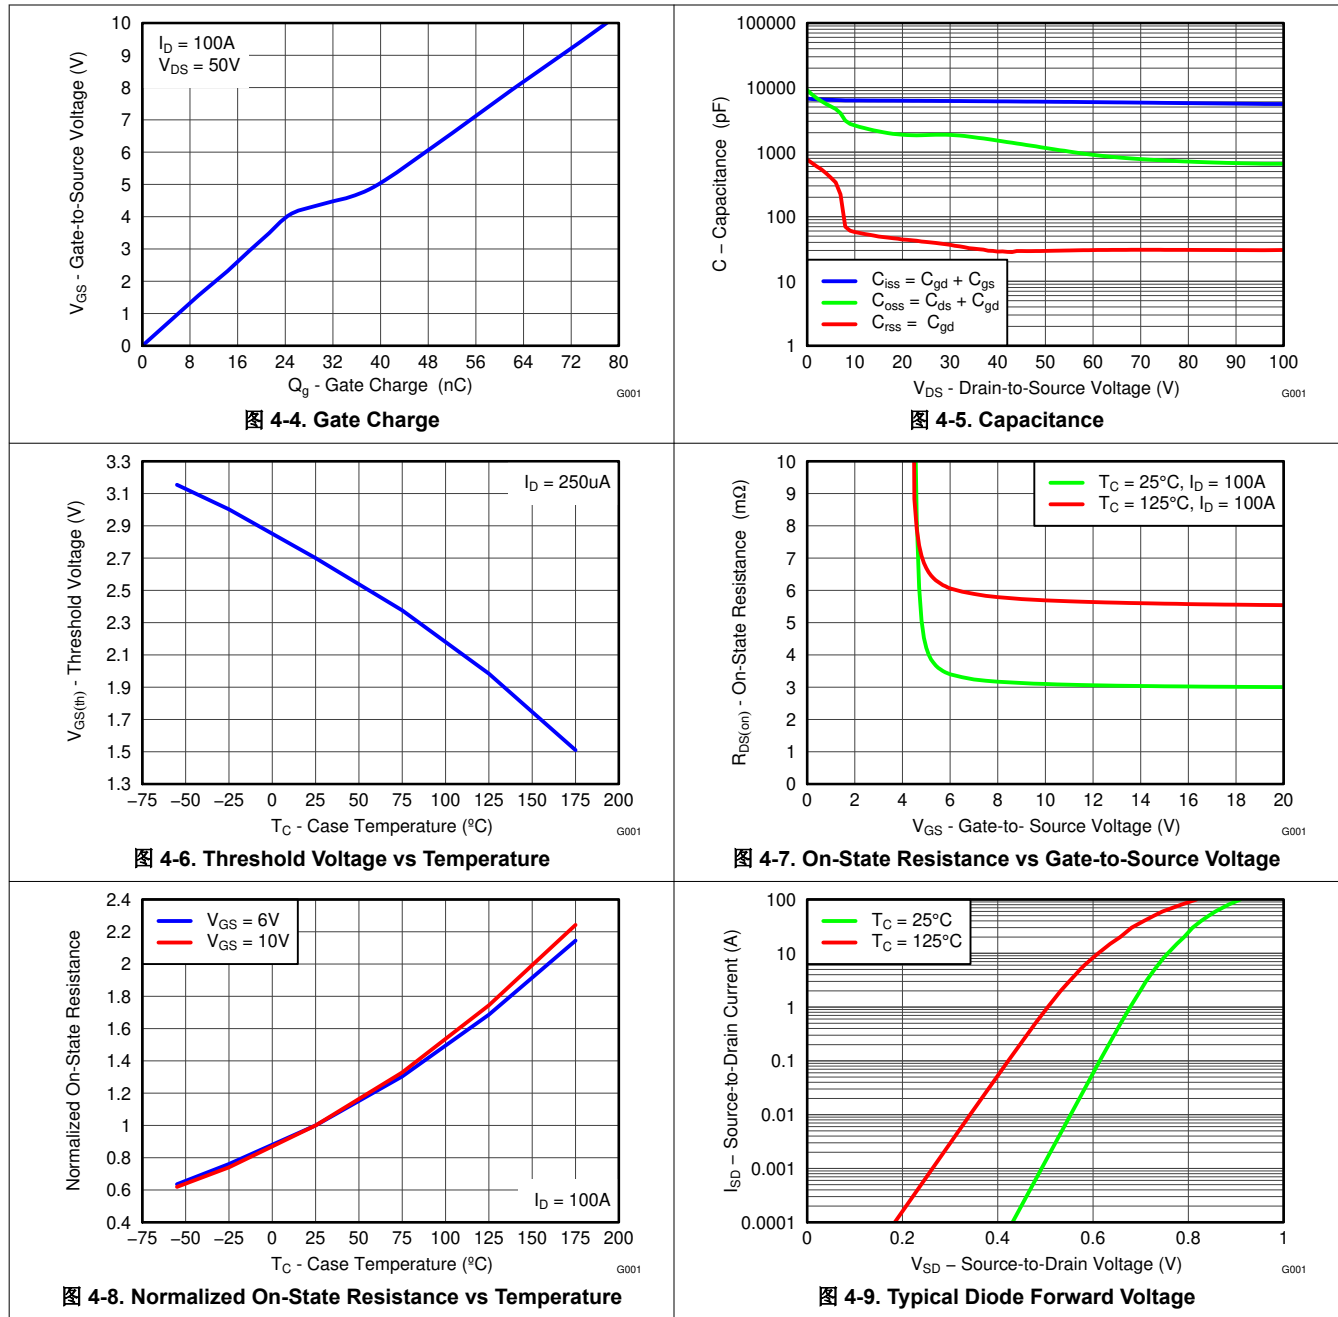 10
9
8
7
6
5
4
3
2
1
0
V_GS - Gate-to-Source Voltage (V)
I_D = 100A
V_DS = 50V
0 8 16 24 32 40 48 56 64 72 80
Q_g - Gate Charge (nC)
G001
图 4-4. Gate Charge
100000
10000
1000
100
10
1
C – Capacitance (pF)
C_iss = C_gd + C_gs
C_oss = C_ds + C_gd
C_rss = C_gd
0 10 20 30 40 50 60 70 80 90 100
V_DS - Drain-to-Source Voltage (V)
G001
图 4-5. Capacitance
3.3
3.1
2.9
2.7
2.5
2.3
2.1
1.9
1.7
1.5
1.3
V_GS(th) - Threshold Voltage (V)
I_D = 250uA
−75 −50 −25 0 25 50 75 100 125 150 175 200
T_C - Case Temperature (ºC)
G001
图 4-6. Threshold Voltage vs Temperature
10
9
8
7
6
5
4
3
2
1
0
R_DS(on) - On-State Resistance (mΩ)
T_C = 25°C, I_D = 100A
T_C = 125°C, I_D = 100A
0 2 4 6 8 10 12 14 16 18 20
V_GS - Gate-to- Source Voltage (V)
G001
图 4-7. On-State Resistance vs Gate-to-Source Voltage
2.4
2.2
2
1.8
1.6
1.4
1.2
1
0.8
0.6
0.4
Normalized On-State Resistance
V_GS = 6V
V_GS = 10V
I_D = 100A
−75 −50 −25 0 25 50 75 100 125 150 175 200
T_C - Case Temperature (ºC)
G001
图 4-8. Normalized On-State Resistance vs Temperature
100
10
1
0.1
0.01
0.001
0.0001
I_SD – Source-to-Drain Current (A)
T_C = 25°C
T_C = 125°C
0 0.2 0.4 0.6 0.8 1
V_SD – Source-to-Drain Voltage (V)
G001
图 4-9. Typical Diode Forward Voltage